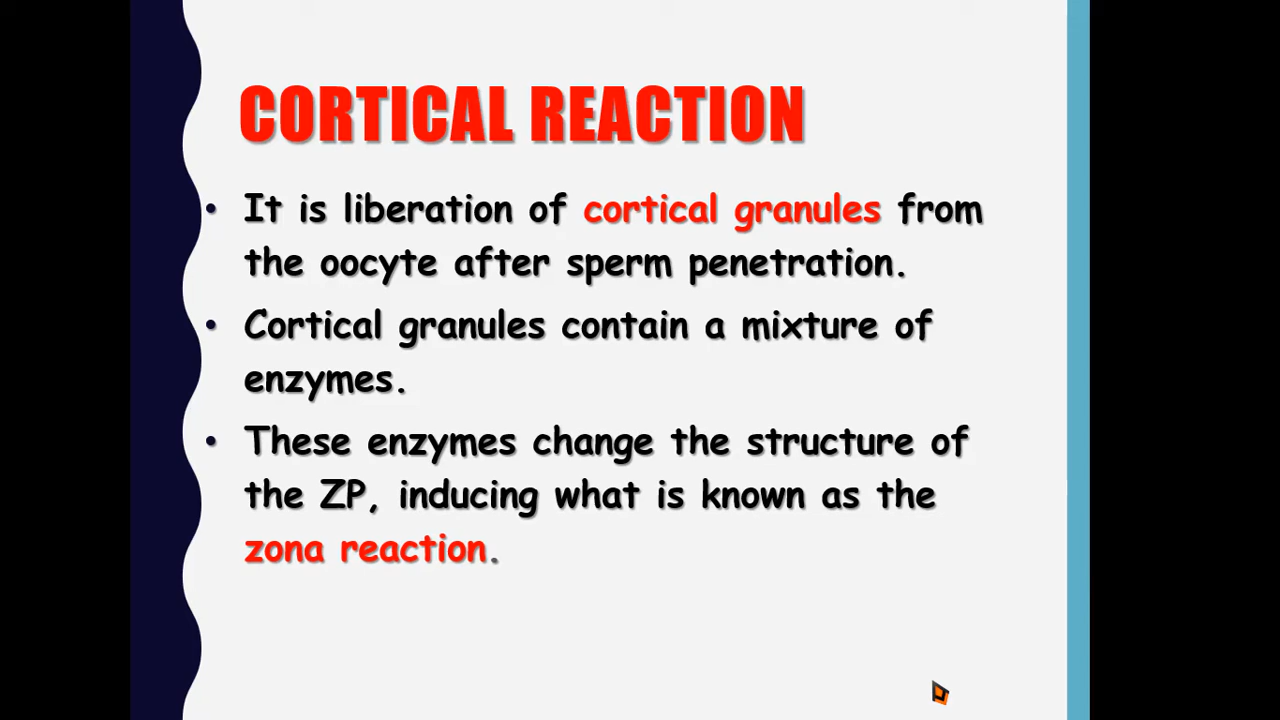 CORTICAL REACTION
• It is liberation of cortical granules from
the oocyte after sperm penetration.
• Cortical granules contain a mixture of
enzymes.
• These enzymes change the structure of
the ZP, inducing what is known as the
zona reaction.